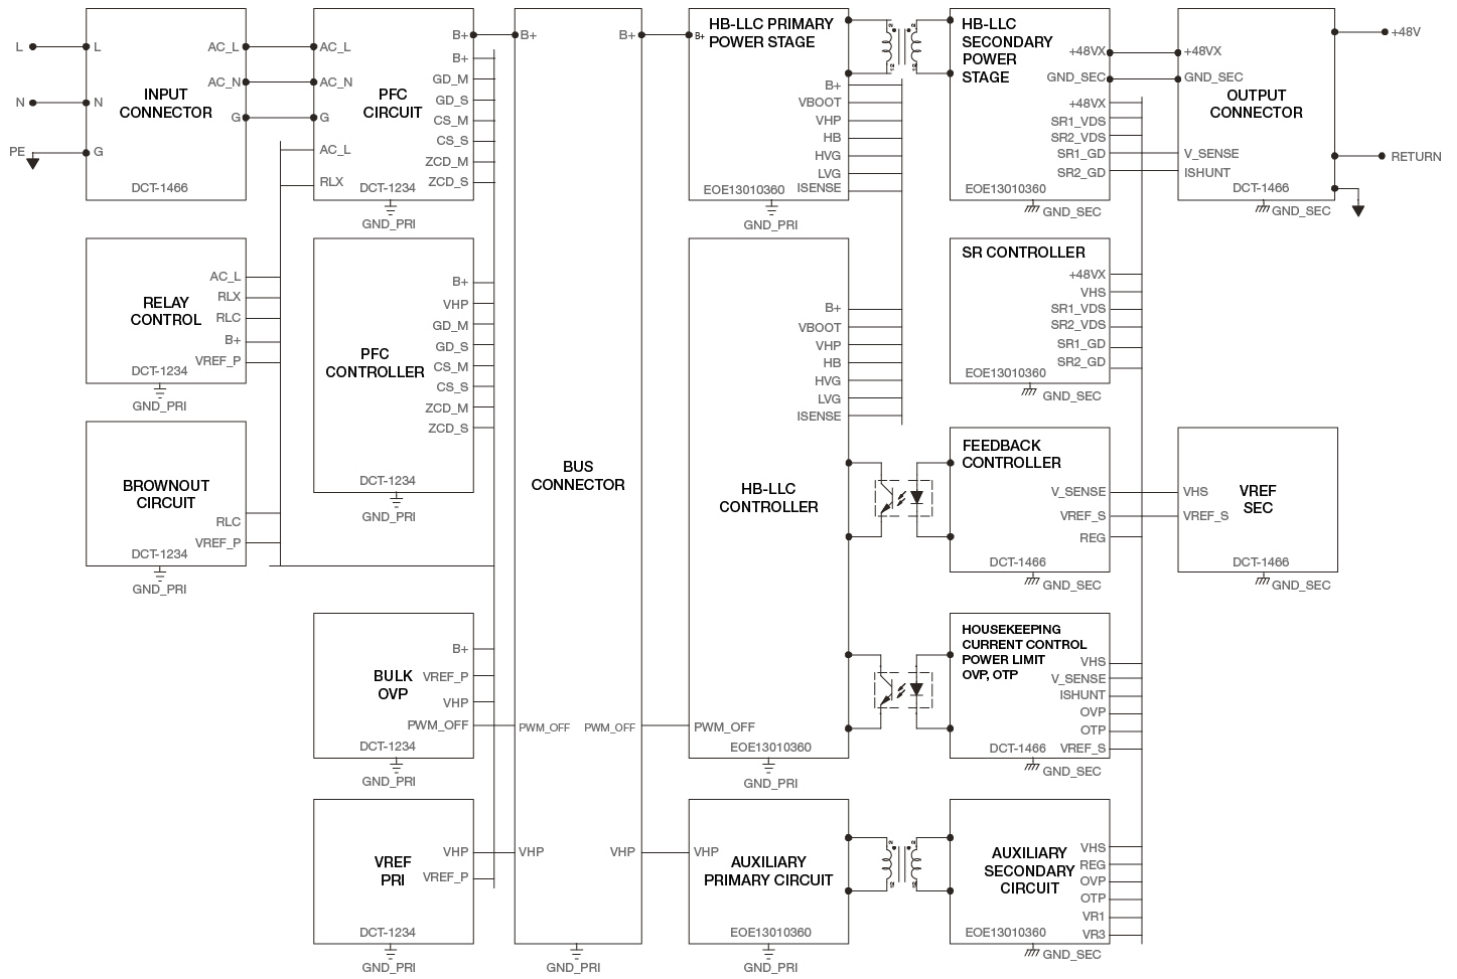 L
N
PE
L
N
G
AC_L
AC_N
G
INPUT
CONNECTOR
DCT-1466
AC_L
AC_N
G
AC_L
RLX
PFC
CIRCUIT
B+
B+
GD_M
GD_S
CS_M
CS_S
ZCD_M
ZCD_S
DCT-1234
GND_PRI
B+
B+
BUS
CONNECTOR
PWM_OFF
PWM_OFF
VHP
VHP
GND_PRI
HB-LLC PRIMARY
POWER STAGE
B+
B+
VBOOT
VHP
HB
HVG
LVG
ISENSE
EOE13010360
GND_PRI
HB-LLC
SECONDARY
POWER
STAGE
+48VX
GND_SEC
+48VX
SR1_VDS
SR2_VDS
SR1_GD
SR2_GD
EOE13010360
GND_SEC
+48VX
GND_SEC
OUTPUT
CONNECTOR
V_SENSE
ISHUNT
DCT-1466
GND_SEC
+48V
RETURN
RELAY
CONTROL
AC_L
RLX
RLC
B+
VREF_P
DCT-1234
GND_PRI
PFC
CONTROLLER
B+
VHP
GD_M
GD_S
CS_M
CS_S
ZCD_M
ZCD_S
DCT-1234
GND_PRI
HB-LLC
CONTROLLER
B+
VBOOT
VHP
HB
HVG
LVG
ISENSE
PWM_OFF
EOE13010360
GND_PRI
SR CONTROLLER
+48VX
VHS
SR1_VDS
SR2_VDS
SR1_GD
SR2_GD
EOE13010360
GND_SEC
BROWNOUT
CIRCUIT
RLC
VREF_P
DCT-1234
GND_PRI
FEEDBACK
CONTROLLER
V_SENSE
VREF_S
REG
DCT-1466
GND_SEC
VHS
VREF_S
VREF
SEC
DCT-1466
GND_SEC
BULK
OVP
B+
VREF_P
VHP
PWM_OFF
DCT-1234
GND_PRI
HOUSEKEEPING
CURRENT CONTROL
POWER LIMIT
OVP, OTP
VHS
V_SENSE
ISHUNT
OVP
OTP
VREF_S
DCT-1466
GND_SEC
VREF
PRI
VHP
VREF_P
DCT-1234
GND_PRI
VHP
AUXILIARY
PRIMARY CIRCUIT
EOE13010360
GND_PRI
AUXILIARY
SECONDARY
CIRCUIT
VHS
REG
OVP
OTP
VR1
VR3
EOE13010360
GND_SEC